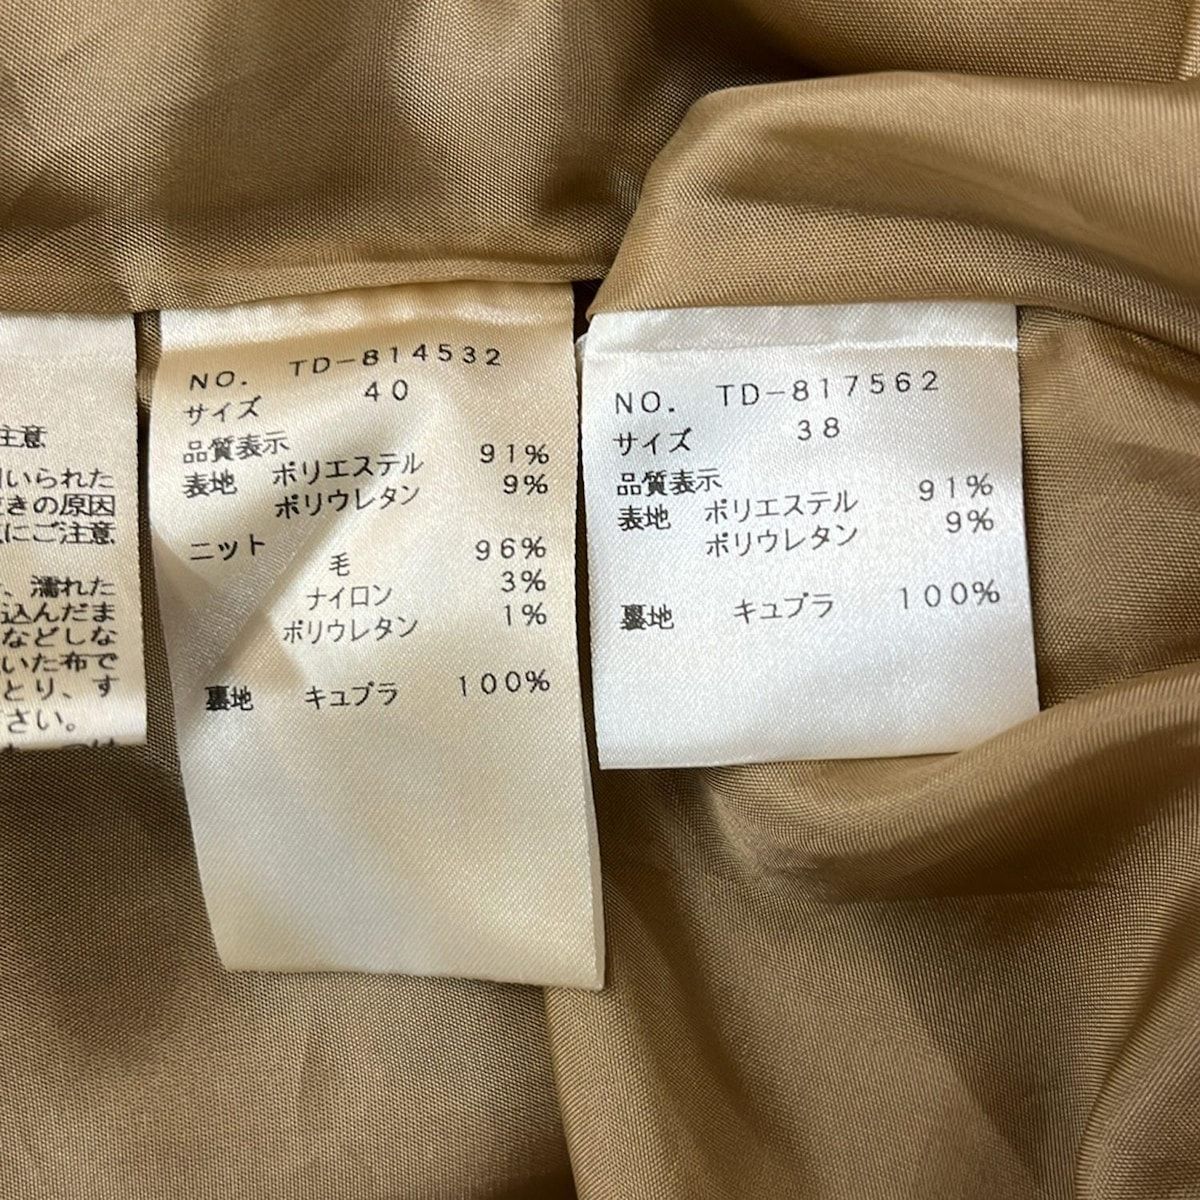 注意
いられた
きの原因
にご注意
、濡れた
込んだま
などしな
いた布で
とり、す
さい。
NO. TD-814532
サイズ 40
品質表示
表地 ポリエステル 91%
ポリウレタン 9%
ニット 毛 96%
ナイロン 3%
ポリウレタン 1%
裏地 キュプラ 100%
NO. TD-817562
サイズ 38
品質表示
表地 ポリエステル 91%
ポリウレタン 9%
裏地 キュプラ 100%